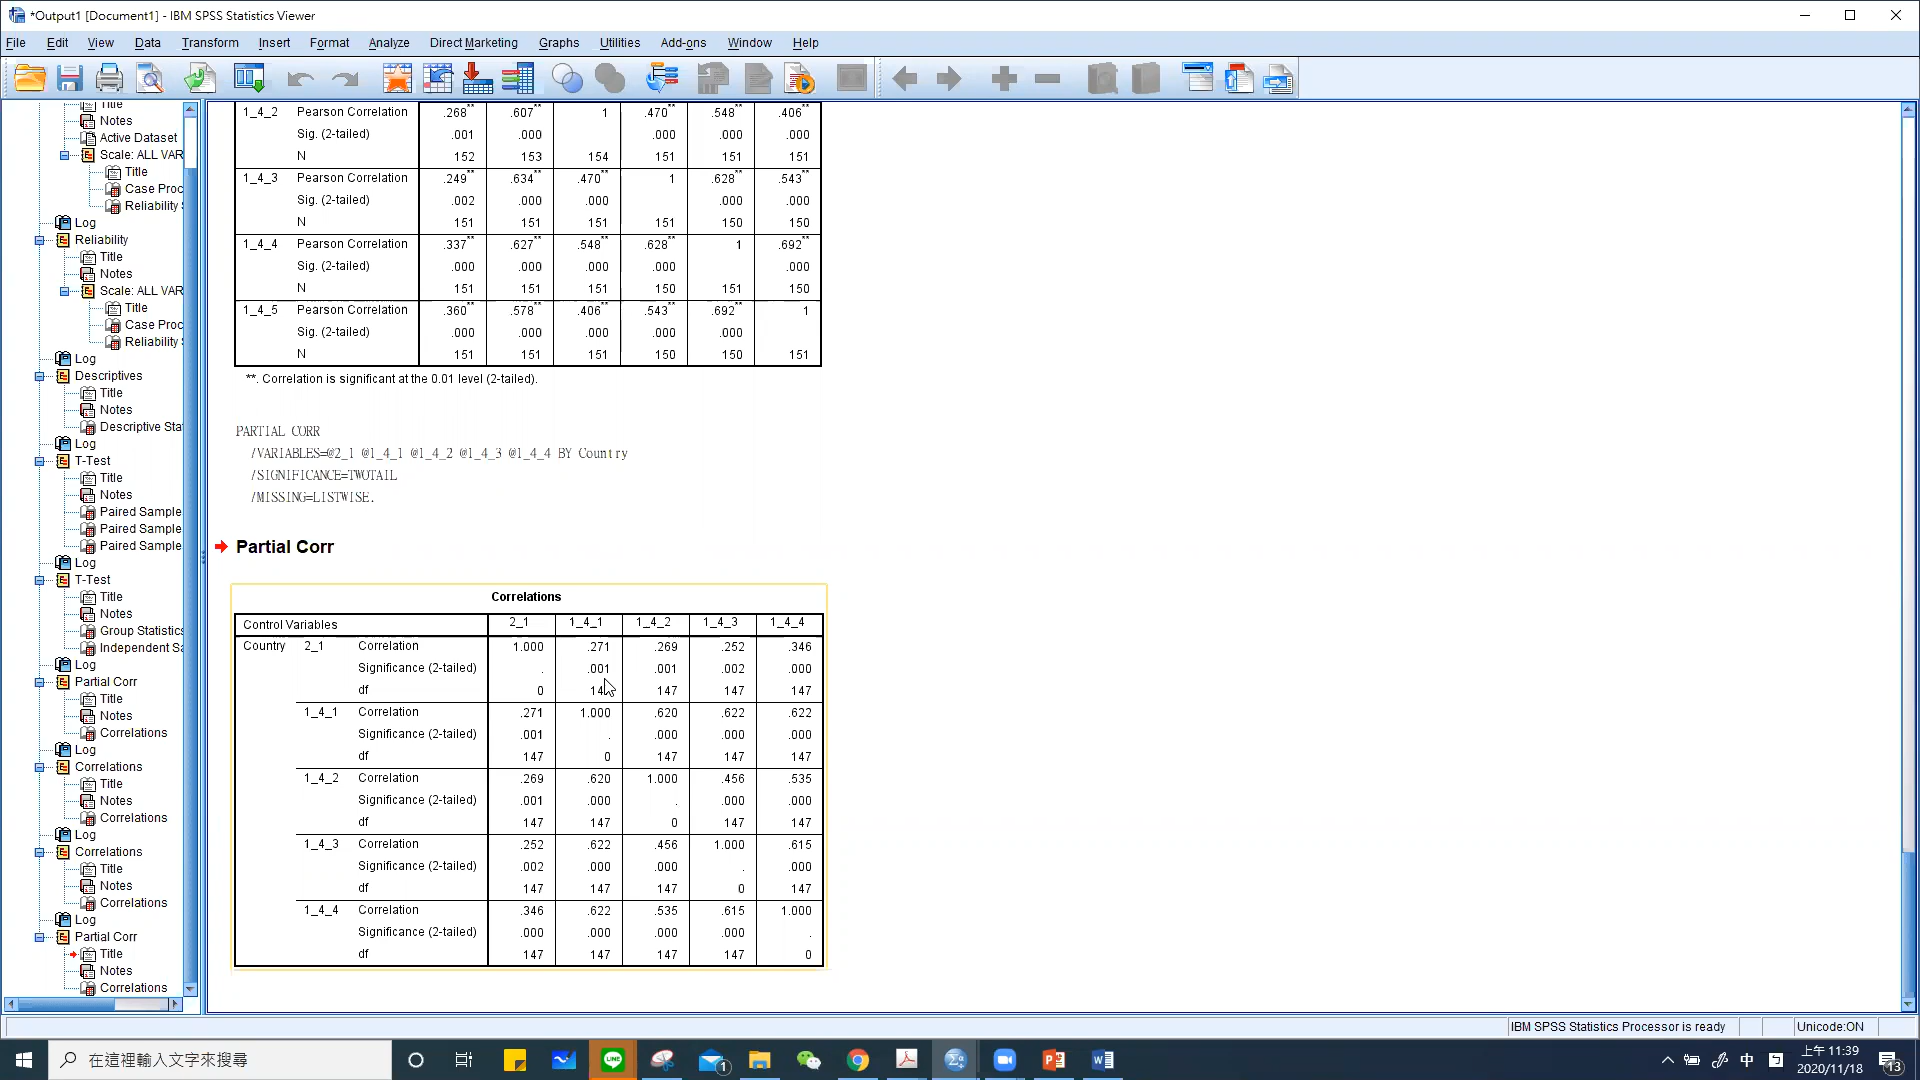 *Output1 [Document1] - IBM SPSS Statistics Viewer
File Edit View Data Transform Insert Format Analyze Direct Marketing Graphs Utilities Add-ons Window Help
Title
Notes
Active Dataset
Scale: ALL VAR
Title
Case Proc
Reliability
Log
Reliability
Title
Notes
Scale: ALL VAR
Title
Case Proc
Reliability
Log
Descriptives
Title
Notes
Descriptive Sta
Log
T-Test
Title
Notes
Paired Sample
Paired Sample
Paired Sample
Log
T-Test
Title
Notes
Group Statistics
Independent Sa
Log
Partial Corr
Title
Notes
Correlations
Log
Correlations
Title
Notes
Correlations
Log
Correlations
Title
Notes
Correlations
Log
Partial Corr
Title
Notes
Correlations
1_4_2 Pearson Correlation .268** .607** 1 .470** .548** .406**
Sig. (2-tailed) .001 .000 .000 .000 .000
N 152 153 154 151 151 151
1_4_3 Pearson Correlation .249** .634** .470** 1 .628** .543**
Sig. (2-tailed) .002 .000 .000 .000 .000
N 151 151 151 151 150 150
1_4_4 Pearson Correlation .337** .627** .548** .628** 1 .692**
Sig. (2-tailed) .000 .000 .000 .000 .000
N 151 151 151 150 151 150
1_4_5 Pearson Correlation .360** .578** .406** .543** .692** 1
Sig. (2-tailed) .000 .000 .000 .000 .000
N 151 151 151 150 150 151
**. Correlation is significant at the 0.01 level (2-tailed).
PARTIAL CORR
/VARIABLES=@2_1 @1_4_1 @1_4_2 @1_4_3 @1_4_4 BY Country
/SIGNIFICANCE=TWOTAIL
/MISSING=LISTWISE.
Partial Corr
Correlations
Control Variables 2_1 1_4_1 1_4_2 1_4_3 1_4_4
Country 2_1 Correlation 1.000 .271 .269 .252 .346
Significance (2-tailed) . .001 .001 .002 .000
df 0 147 147 147 147
1_4_1 Correlation .271 1.000 .620 .622 .622
Significance (2-tailed) .001 . .000 .000 .000
df 147 0 147 147 147
1_4_2 Correlation .269 .620 1.000 .456 .535
Significance (2-tailed) .001 .000 . .000 .000
df 147 147 0 147 147
1_4_3 Correlation .252 .622 .456 1.000 .615
Significance (2-tailed) .002 .000 .000 . .000
df 147 147 147 0 147
1_4_4 Correlation .346 .622 .535 .615 1.000
Significance (2-tailed) .000 .000 .000 .000 .
df 147 147 147 147 0
IBM SPSS Statistics Processor is ready Unicode:ON
在這裡輸入文字來搜尋
LINE
1
中
上午 11:39
2020/11/18
13